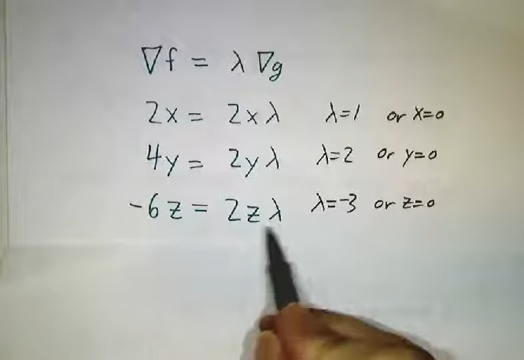 ∇f = λ ∇g
2x = 2xλ λ=1 or x=0
4y = 2yλ λ=2 or y=0
-6z = 2zλ λ=-3 or z=0